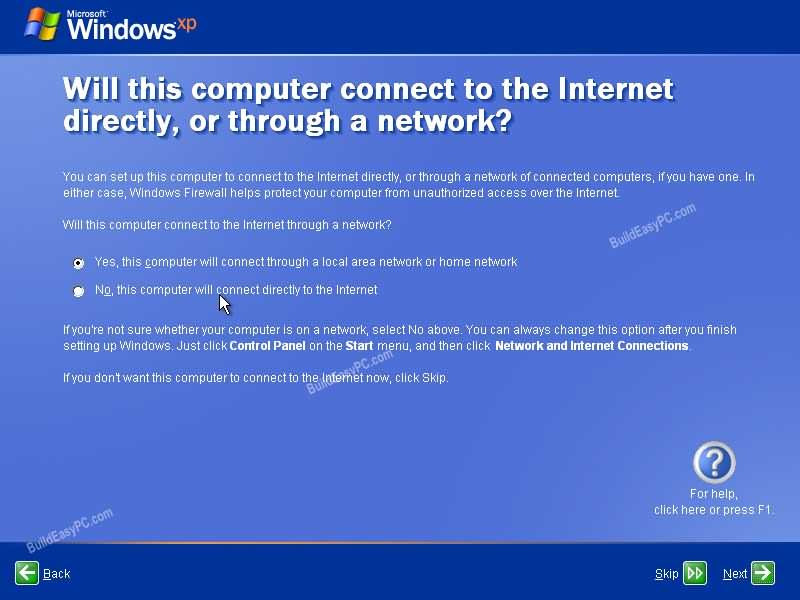 Microsoft®
Windows xp
Will this computer connect to the Internet
directly, or through a network?
You can set up this computer to connect to the Internet directly, or through a network of connected computers, if you have one. In
either case, Windows Firewall helps protect your computer from unauthorized access over the Internet.
BuildEasyPC.com
Will this computer connect to the Internet through a network?
Yes, this computer will connect through a local area network or home network
No, this computer will connect directly to the Internet
If you're not sure whether your computer is on a network, select No above. You can always change this option after you finish
setting up Windows. Just click Control Panel on the Start menu, and then click Network and Internet Connections.
BuildEasyPC.com
If you don't want this computer to connect to the Internet now, click Skip.
For help,
click here or press F1.
BuildEasyPC.com
Back
Skip
Next